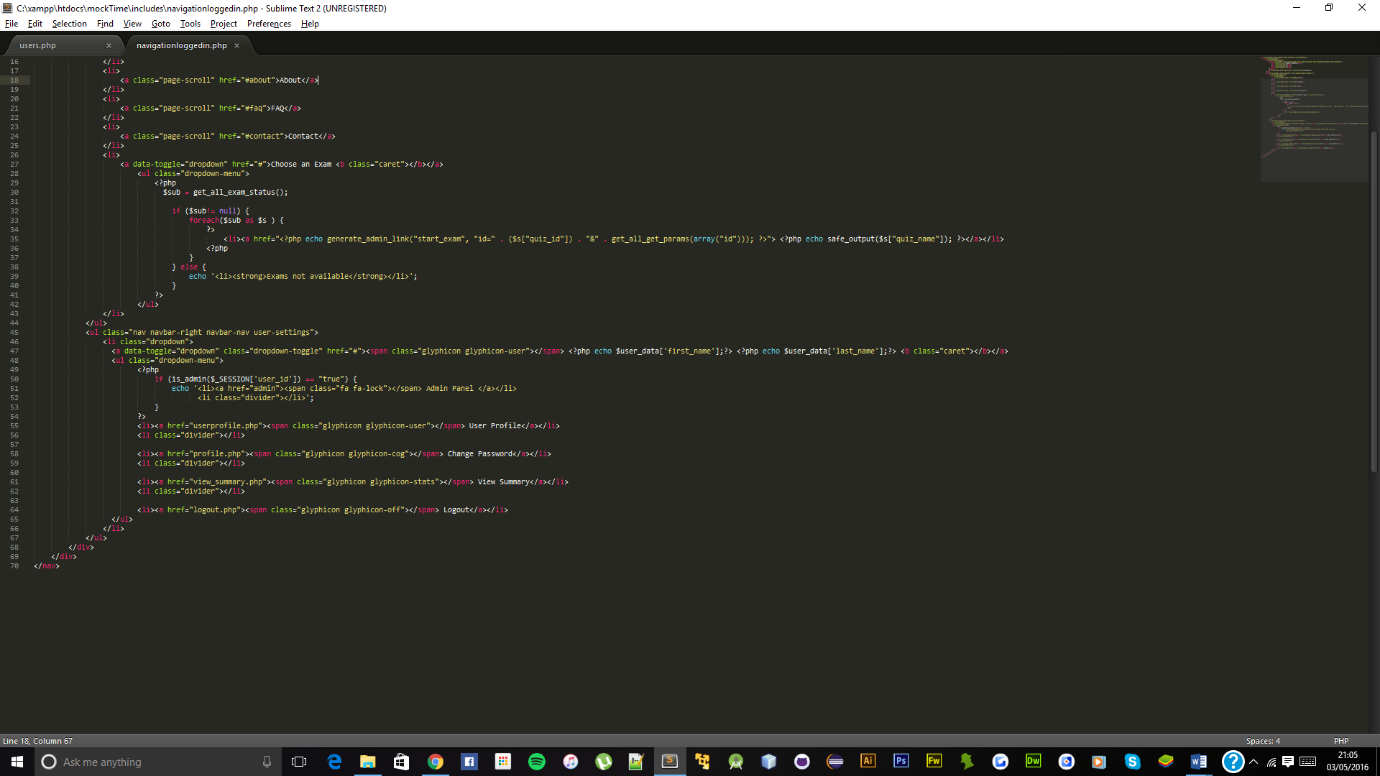 C:\xampp\htdocs\mockTime\includes\navigationloggedin.php - Sublime Text 2 (UNREGISTERED)
File Edit Selection Find View Goto Tools Project Preferences Help
users.php × navigationloggedin.php ×
16 </li>
17 <li>
18 <a class="page-scroll" href="#about">About</a>
19 </li>
20 <li>
21 <a class="page-scroll" href="#faq">FAQ</a>
22 </li>
23 <li>
24 <a class="page-scroll" href="#contact">Contact</a>
25 </li>
26 <li>
27 <a data-toggle="dropdown" href="#">Choose an Exam <b class="caret"></b></a>
28 <ul class="dropdown-menu">
29 <?php
30 $sub = get_all_exam_status();
31
32 if ($sub!= null) {
33 foreach($sub as $s ) {
34 ?>
35 <li><a href="<?php echo generate_admin_link("start_exam", "id=" . ($s["quiz_id"]) . "&" . get_all_get_params(array("id"))); ?>"> <?php echo safe_output($s["quiz_name"]); ?></a></li>
36 <?php
37 }
38 } else {
39 echo '<li><strong>Exams not available</strong></li>';
40 }
41 ?>
42 </ul>
43 </li>
44 </ul>
45 <ul class="nav navbar-right navbar-nav user-settings">
46 <li class="dropdown">
47 <a data-toggle="dropdown" class="dropdown-toggle" href="#"><span class="glyphicon glyphicon-user"></span> <?php echo $user_data['first_name'];?> <?php echo $user_data['last_name'];?> <b class="caret"></b></a>
48 <ul class="dropdown-menu">
49 <?php
50 if (is_admin($_SESSION['user_id']) == "true") {
51 echo '<li><a href="admin"><span class="fa fa-lock"></span> Admin Panel </a></li>
52 <li class="divider"></li>';
53 }
54 ?>
55 <li><a href="userprofile.php"><span class="glyphicon glyphicon-user"></span> User Profile</a></li>
56 <li class="divider"></li>
57
58 <li><a href="profile.php"><span class="glyphicon glyphicon-cog"></span> Change Password</a></li>
59 <li class="divider"></li>
60
61 <li><a href="view_summary.php"><span class="glyphicon glyphicon-stats"></span> View Summary</a></li>
62 <li class="divider"></li>
63
64 <li><a href="logout.php"><span class="glyphicon glyphicon-off"></span> Logout</a></li>
65 </ul>
66 </li>
67 </ul>
68 </div>
69 </div>
70 </nav>
Line 18, Column 67 Spaces: 4 PHP
Ask me anything
Ai Ps Fw Dw
21:05
03/05/2016